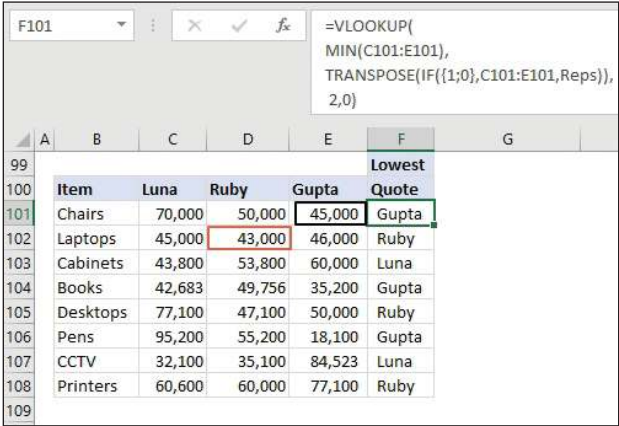 F101 fx =VLOOKUP(
MIN(C101:E101),
TRANSPOSE(IF({1;0},C101:E101,Reps)),
2,0)
A B C D E F G
99 Lowest
100 Item Luna Ruby Gupta Quote
101 Chairs 70,000 50,000 45,000 Gupta
102 Laptops 45,000 43,000 46,000 Ruby
103 Cabinets 43,800 53,800 60,000 Luna
104 Books 42,683 49,756 35,200 Gupta
105 Desktops 77,100 47,100 50,000 Ruby
106 Pens 95,200 55,200 18,100 Gupta
107 CCTV 32,100 35,100 84,523 Luna
108 Printers 60,600 60,000 77,100 Ruby
109